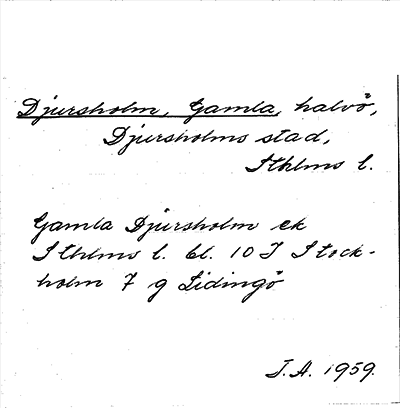 Djursholm, Gamla, halvö,
Djursholms stad,
Sthlms l.
Gamla Djursholm ek
Sthlms l. bl. 10 I Stock-
holm 7 g Lidingö
J.A. 1959.